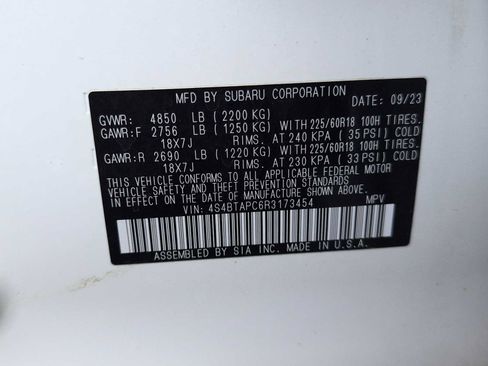 MFD BY SUBARU CORPORATION
DATE: 09/23
GVWR: 4850 LB (2200 KG)
GAWR:F 2756 LB (1250 KG) WITH 225/60R18 100H TIRES.
18X7J RIMS. AT 240 KPA (35 PSI) COLD
GAWR:R 2690 LB (1220 KG) WITH 225/60R18 100H TIRES.
18X7J RIMS. AT 230 KPA (33 PSI) COLD
THIS VEHICLE CONFORMS TO ALL APPLICABLE FEDERAL MOTOR
VEHICLE SAFETY AND THEFT PREVENTION STANDARDS IN EFFECT
ON THE DATE OF MANUFACTURE SHOWN ABOVE.
VIN: 4S4BTAPC6R3173454 MPV
ASSEMBLED BY SIA INC. MADE IN U.S.A.